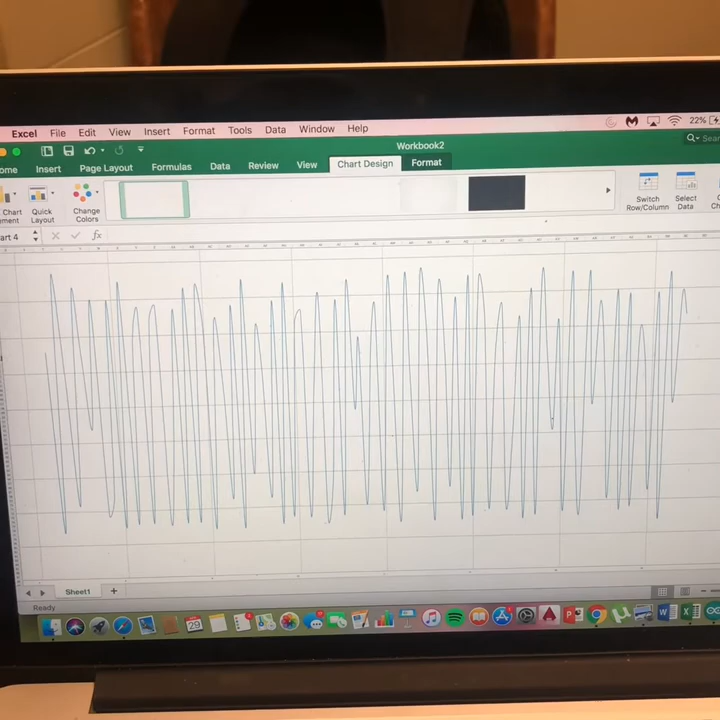 Excel File Edit View Insert Format Tools Data Window Help
22%
Workbook2
ome Insert Page Layout Formulas Data Review View Chart Design Format
Chart
ment
Quick
Layout
Change
Colors
Switch
Row/Column
Select
Data
art 4 fx
Sheet1 +
Ready
29